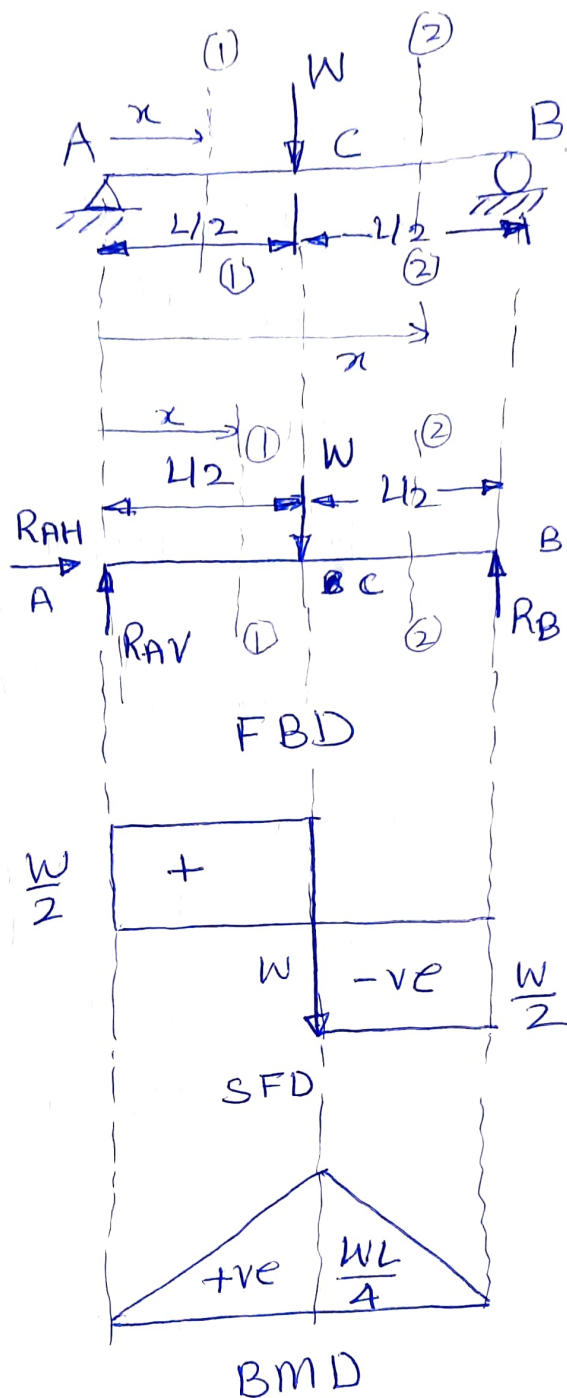 ① ②
W
x
A C B
L/2 L/2
① ②
x
x ① ②
W
L/2 L/2
RAH
A C B
RAV ① ② RB
FBD
W/2 +
W -ve W/2
SFD
+ve WL/4
BMD